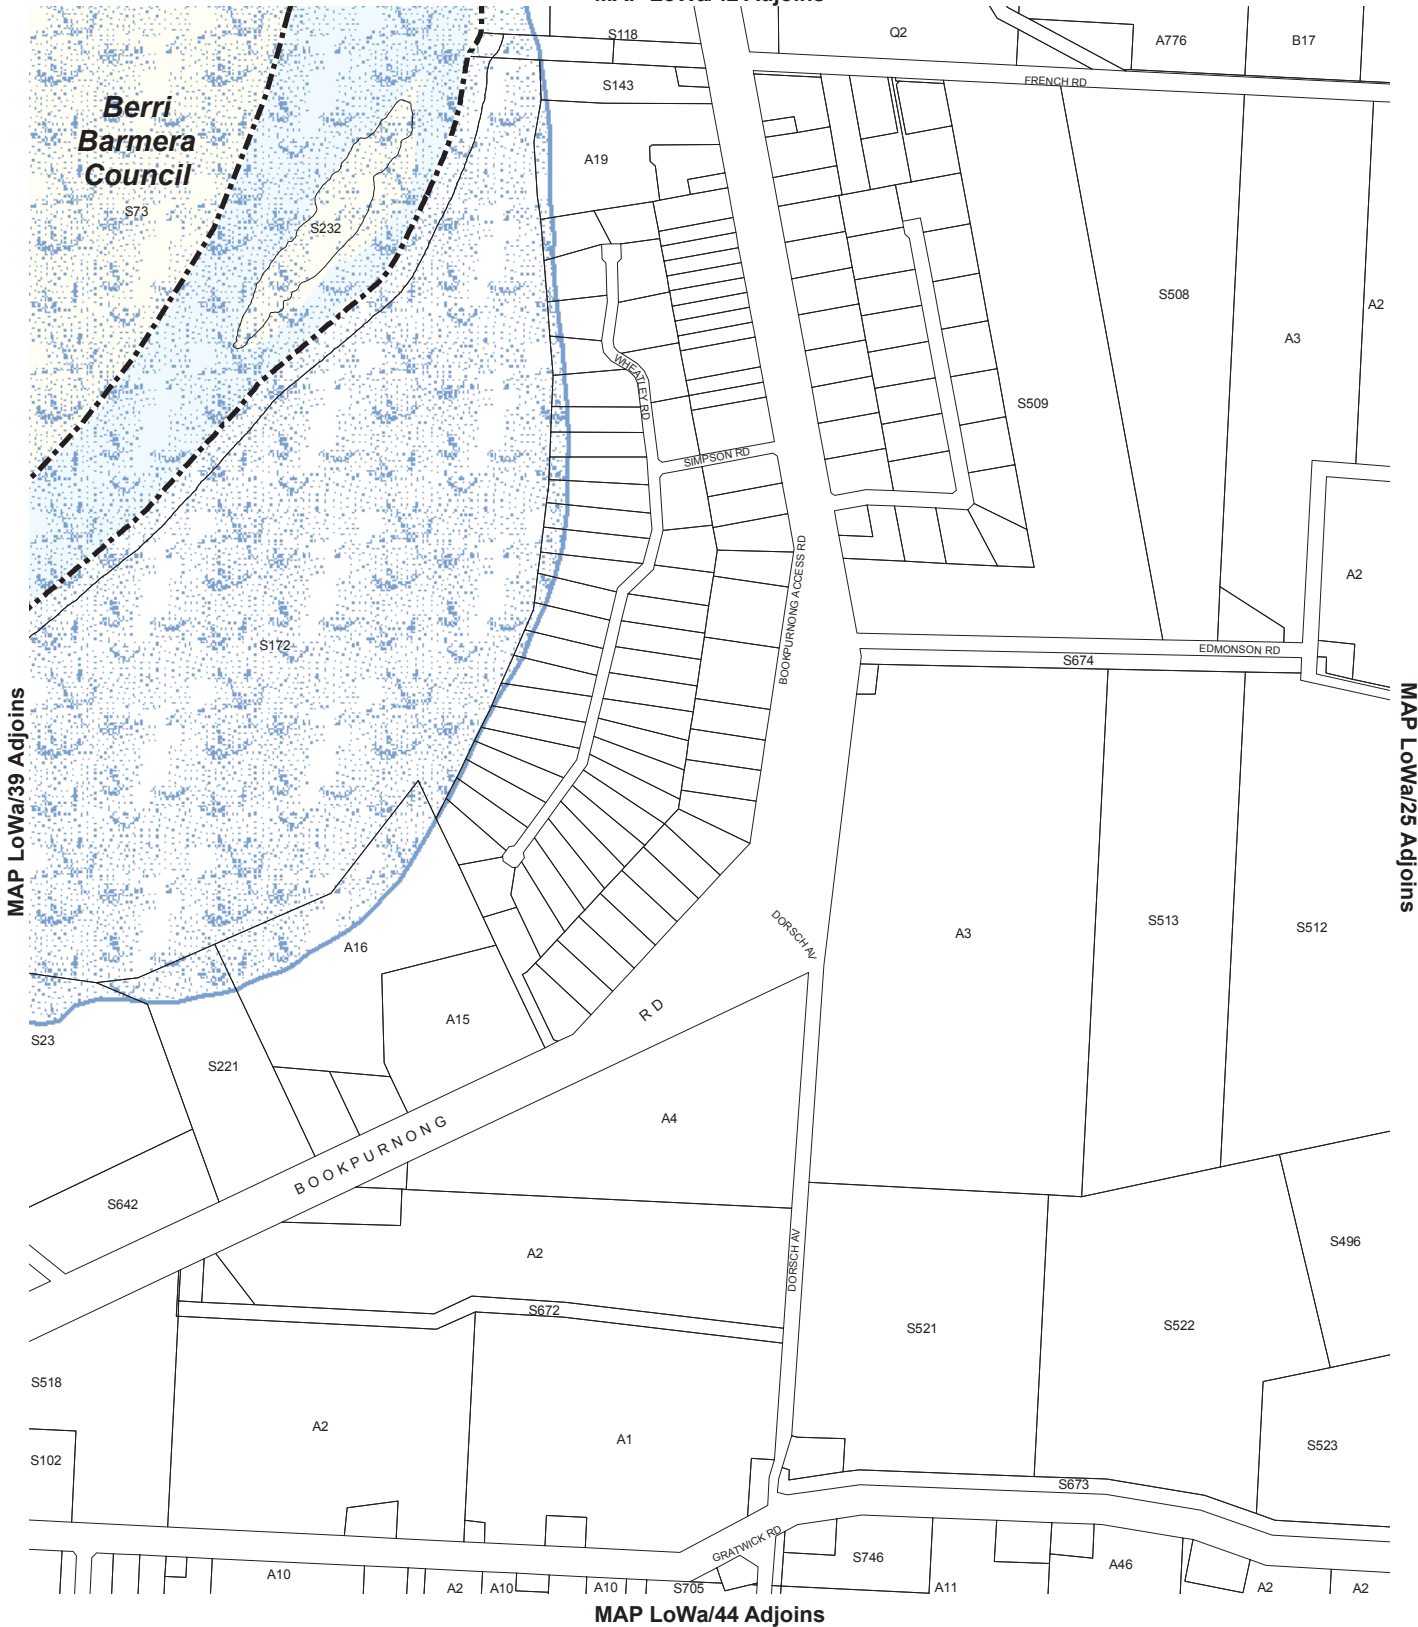 S118
Q2
A776
B17
FRENCH RD
S143
Berri
Barmera
Council
S73
A19
S232
S508
A2
A3
WHEATLEY RD
S509
SIMPSON RD
BOOKPURNONG ACCESS RD
A2
S172
EDMONSON RD
S674
MAP LoWa/39 Adjoins
MAP LoWa/25 Adjoins
DORSCH AV
A3
S513
S512
A16
RD
A15
S23
S221
A4
BOOKPURNONG
S642
DORSCH AV
A2
S496
S672
S521
S522
S518
A2
A1
S523
S102
S673
GRATWICK RD
S746
A46
A10
A2
A10
A10
S705
A11
A2
A2
MAP LoWa/44 Adjoins